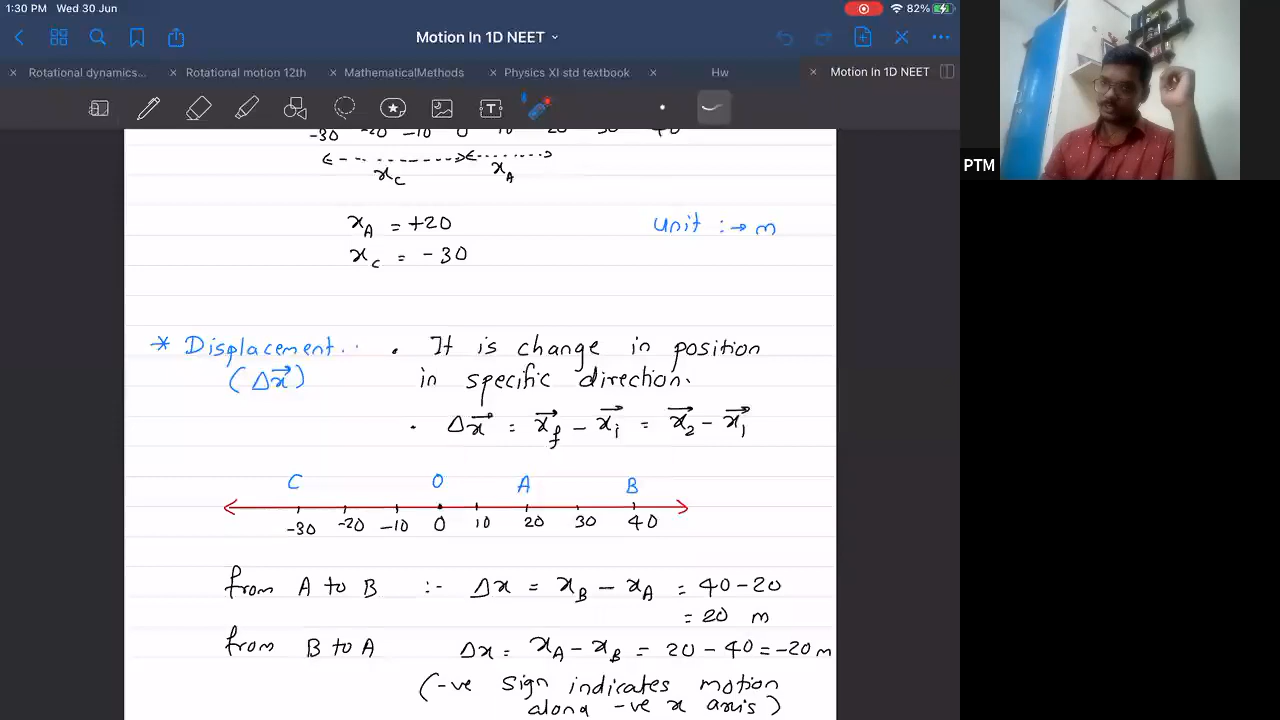 1:30 PM Wed 30 Jun
82%
Motion In 1D NEET
Rotational dynamics... Rotational motion 12th MathematicalMethods Physics XI std textbook Hw Motion In 1D NEET
PTM
-30 -20 -10 0 10 20 30 40
x_C x_A
x_A = +20
unit :→ m
x_C = -30
* Displacement.. • It is change in position
(Δx⃗) in specific direction.
• Δx⃗ = x⃗_f - x⃗_i = x⃗_2 - x⃗_1
C O A B
-30 -20 -10 0 10 20 30 40
from A to B :- Δx = x_B - x_A = 40 - 20
= 20 m
from B to A Δx = x_A - x_B = 20 - 40 = -20 m
(-ve sign indicates motion
along -ve x axis)